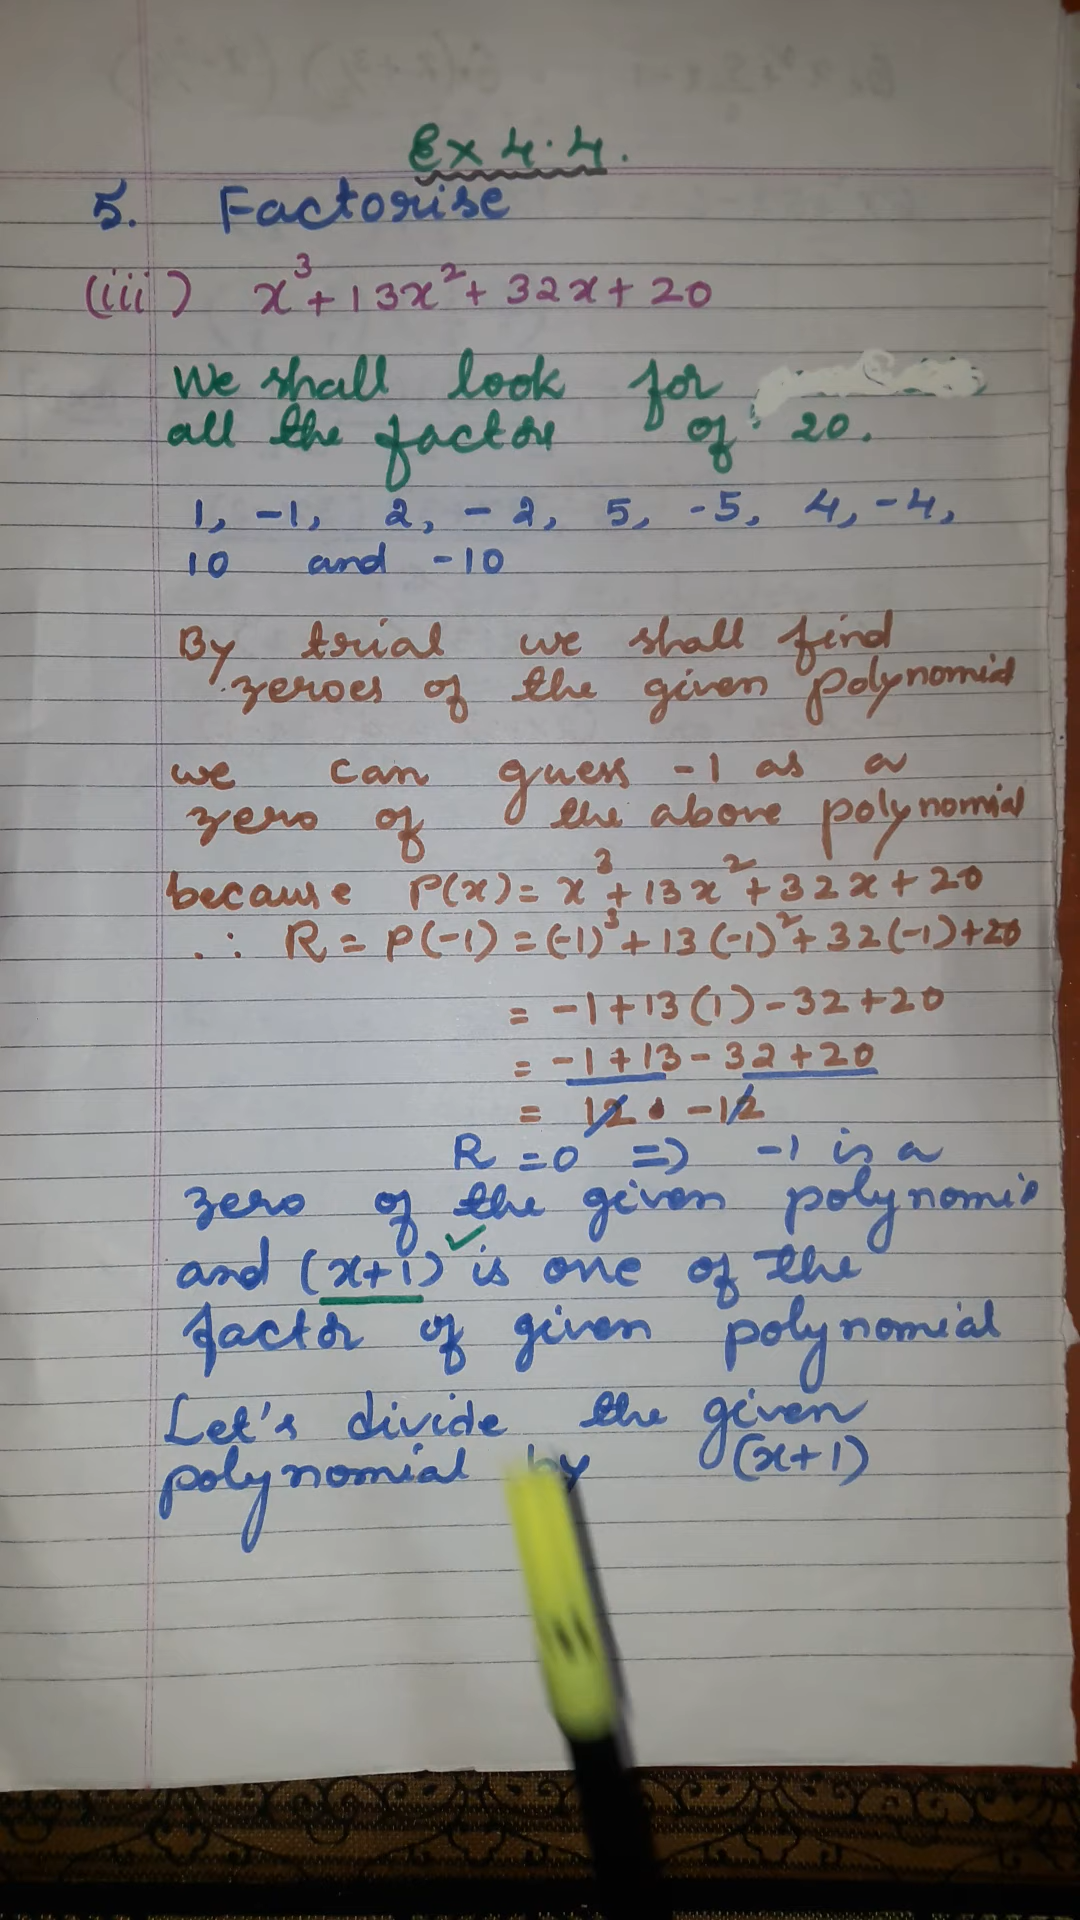 Ex 4.4.
5. Factorise
(iii) x³+13x²+32x+20
We shall look for
all the factor of 20.
1, -1, 2, -2, 5, -5, 4, -4,
10 and -10
By trial we shall find
zeroes of the given polynomial
we can guess -1 as a
zero of the above polynomial
because P(x)= x³+13x²+32x+20
∴ R = P(-1) = (-1)³+13(-1)²+32(-1)+20
= -1+13(1)-32+20
= -1+13-32+20
= 12 -12
R = 0 => -1 is a
zero of the given polynomia
and (x+1) ✓ is one of the
factor of given polynomial
Let's divide the given
polynomial by (x+1)